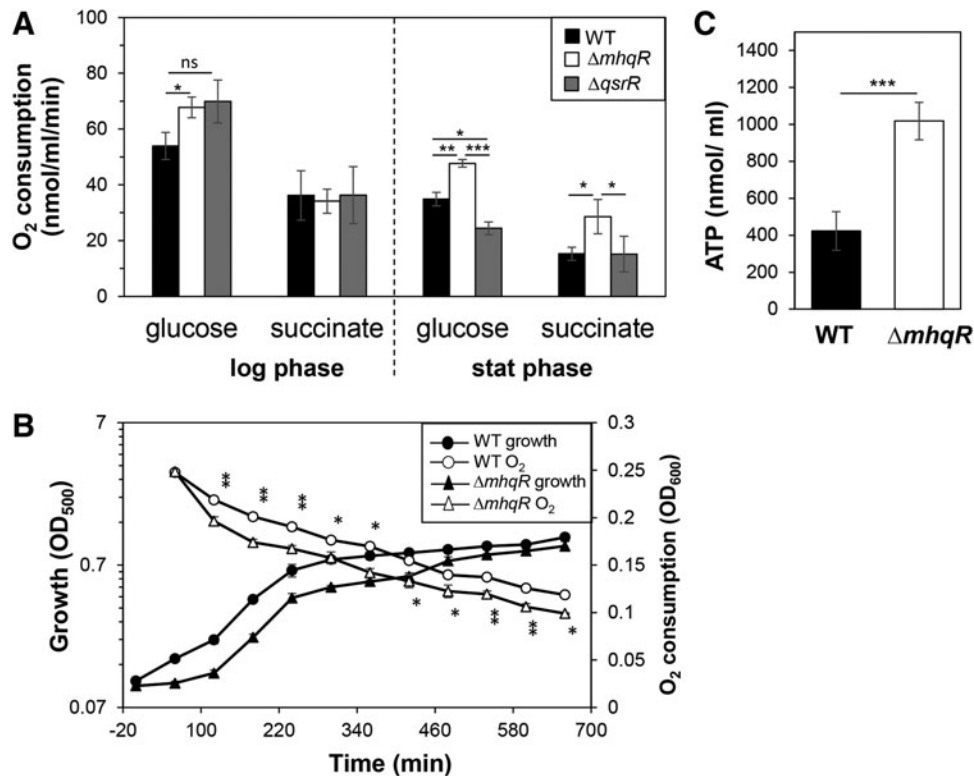 A
O2 consumption
(nmol/ml/min)
100
80
60
40
20
0
WT
ΔmhqR
ΔqsrR
ns
*
*
** ***
* *
glucose succinate glucose succinate
log phase stat phase
C
ATP (nmol/ ml)
1400
1200
1000
800
600
400
200
0
***
WT ΔmhqR
B
Growth (OD500)
7
0.7
0.07
WT growth
WT O2
ΔmhqR growth
ΔmhqR O2
** ** ** * *
* * ** ** *
0.3
0.25
0.2
0.15
0.1
0.05
0
O2 consumption (OD600)
-20 100 220 340 460 580 700
Time (min)